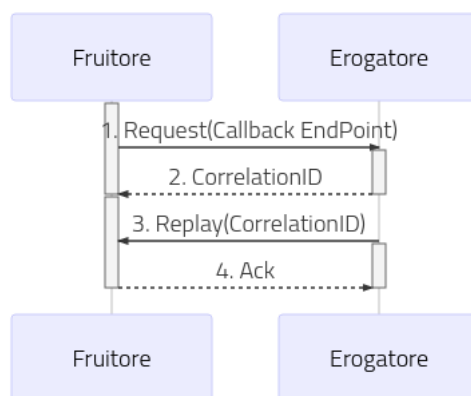 Fruitore
Erogatore
1. Request(Callback EndPoint)
2. CorrelationID
3. Replay(CorrelationID)
4. Ack
Fruitore
Erogatore